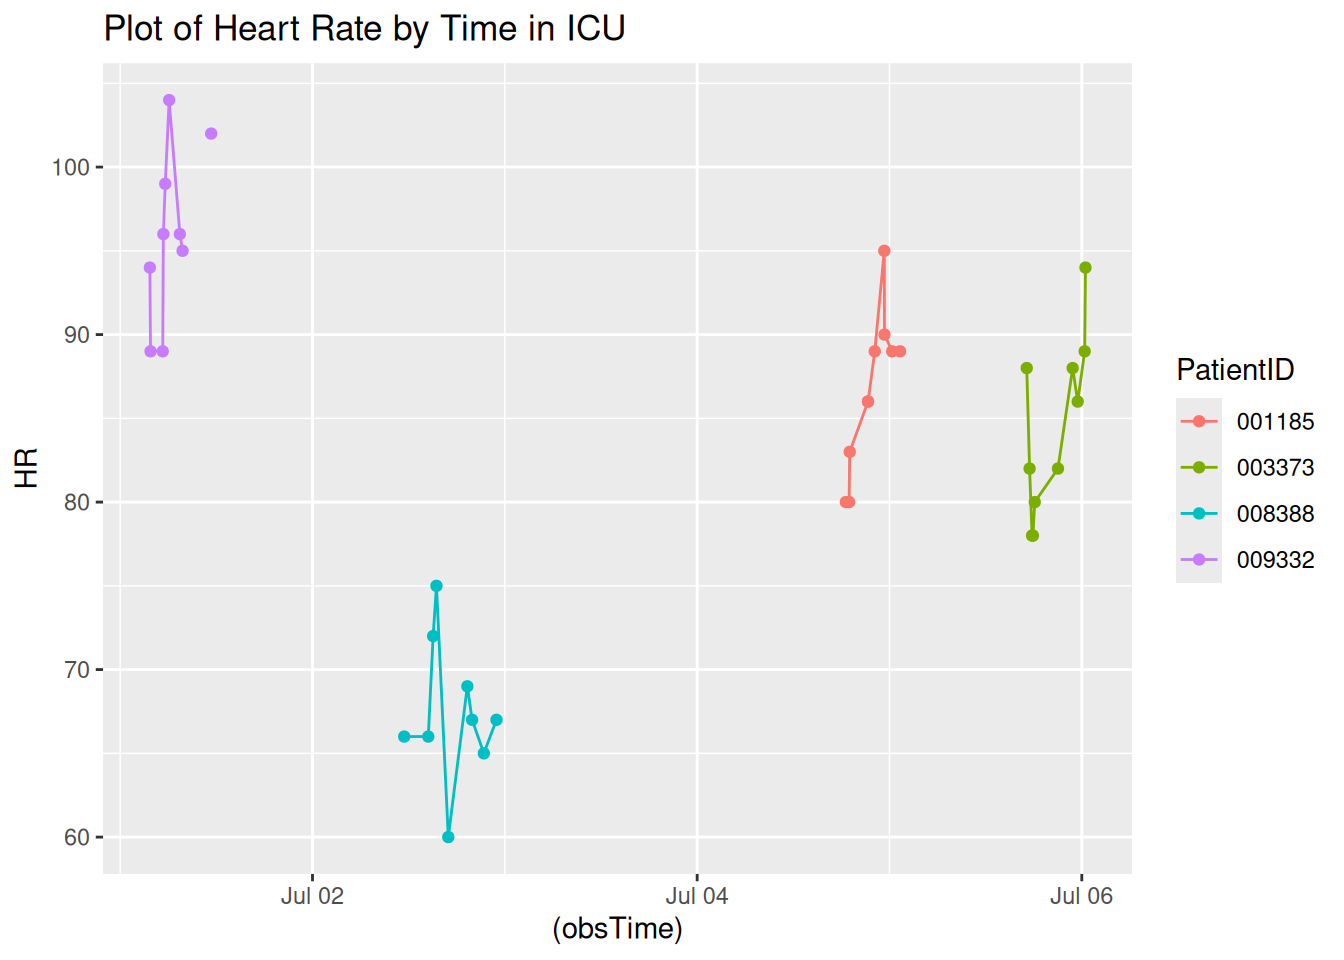 Plot of Heart Rate by Time in ICU
HR
100
90
80
70
60
Jul 02
Jul 04
Jul 06
(obsTime)
PatientID
001185
003373
008388
009332